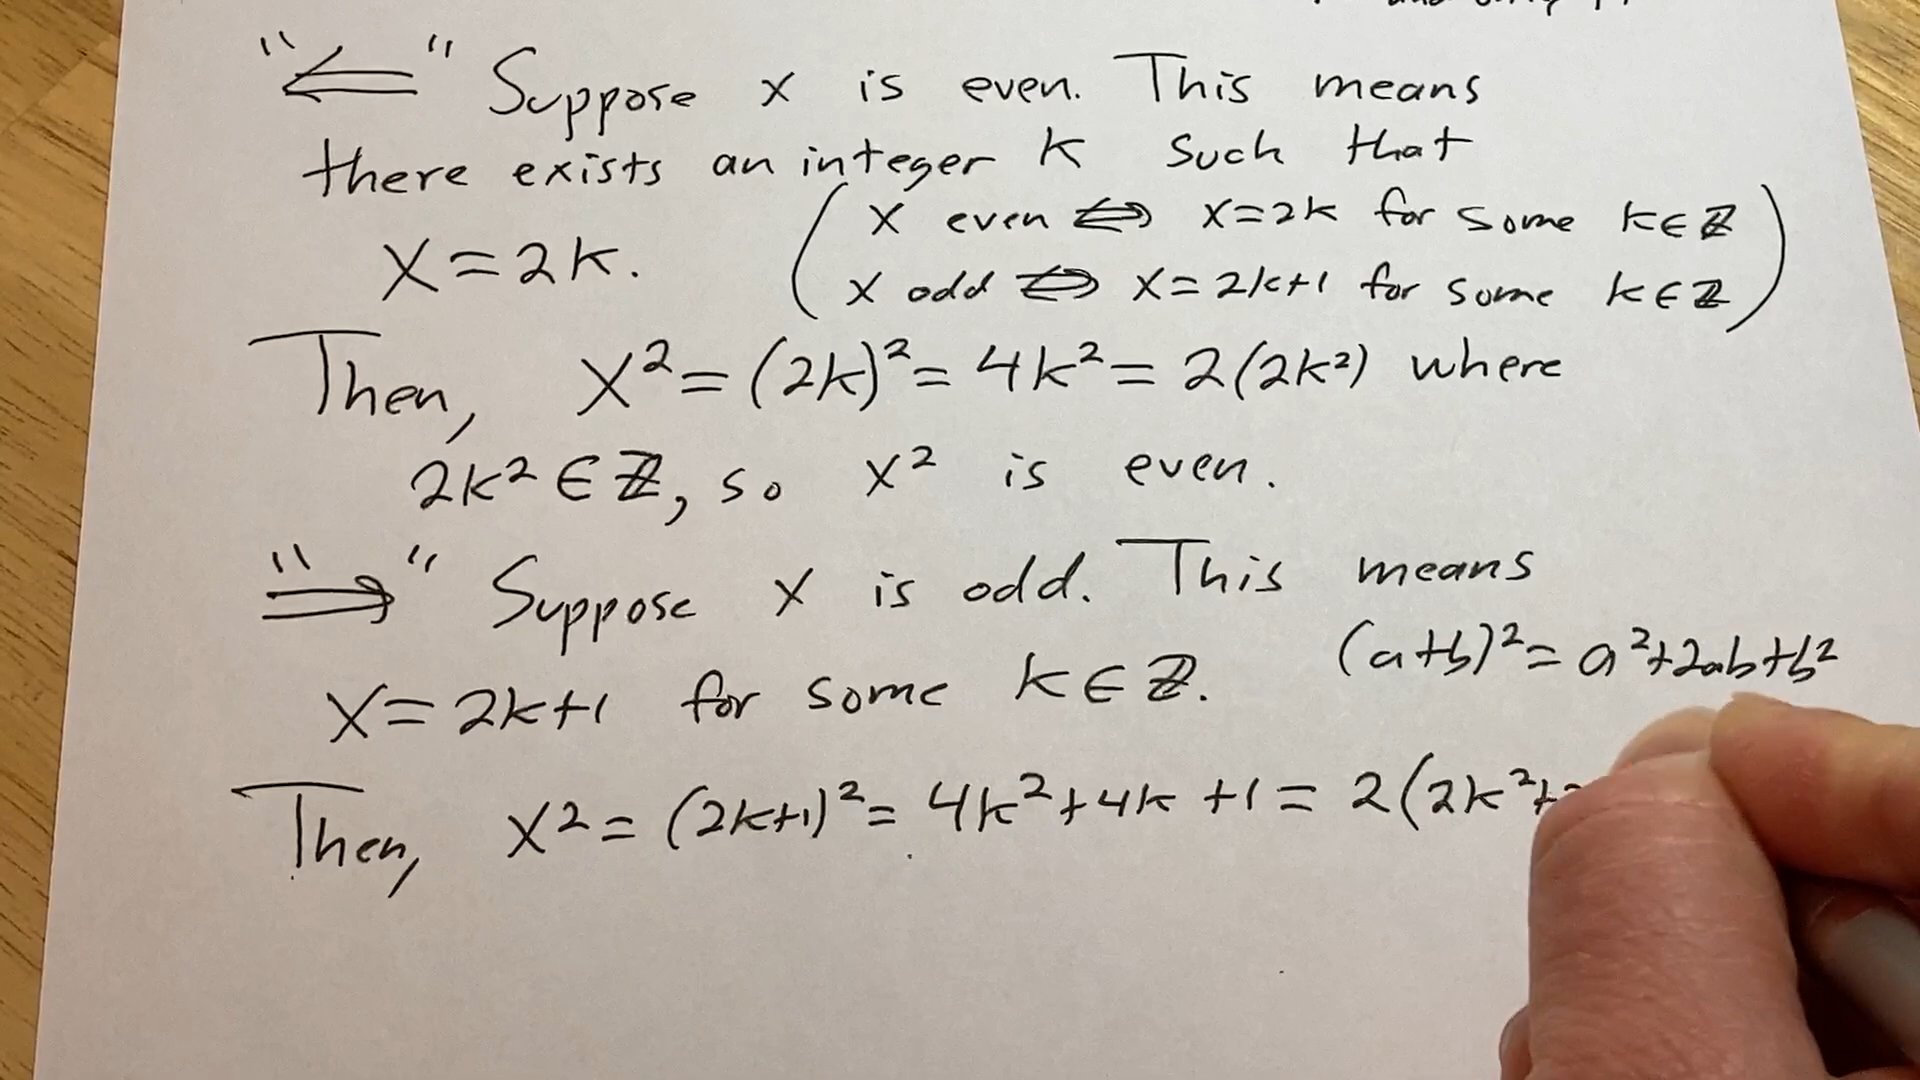 and only if
"⇐" Suppose x is even. This means
there exists an integer k such that
x=2k. (x even ⇔ x=2k for some k∈ℤ
x odd ⇔ x=2k+1 for some k∈ℤ)
Then, x²=(2k)²=4k²=2(2k²) where
2k²∈ℤ, so x² is even.
"⇒" Suppose x is odd. This means
x=2k+1 for some k∈ℤ. (a+b)²=a²+2ab+b²
Then, x²=(2k+1)²=4k²+4k+1=2(2k²+